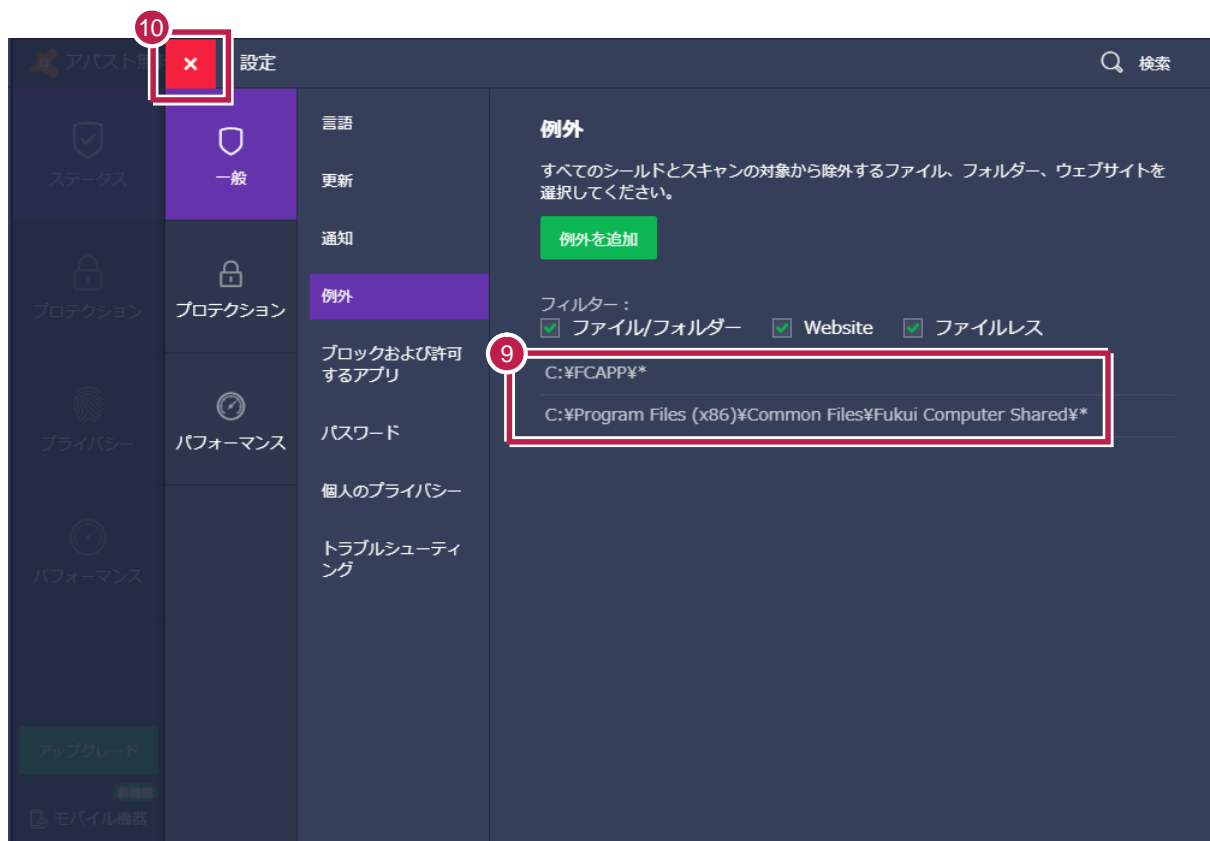 10
アバスト無
× 設定
検索
ステータス
プロテクション
プライバシー
パフォーマンス
アップグレード
モバイル機器
一般
プロテクション
パフォーマンス
言語
更新
通知
例外
ブロックおよび許可
するアプリ
パスワード
個人のプライバシー
トラブルシューティ
ング
例外
すべてのシールドとスキャンの対象から除外するファイル、フォルダー、ウェブサイトを
選択してください。
例外を追加
フィルター：
ファイル/フォルダー Website ファイルレス
9
C:¥FCAPP¥*
C:¥Program Files (x86)¥Common Files¥Fukui Computer Shared¥*